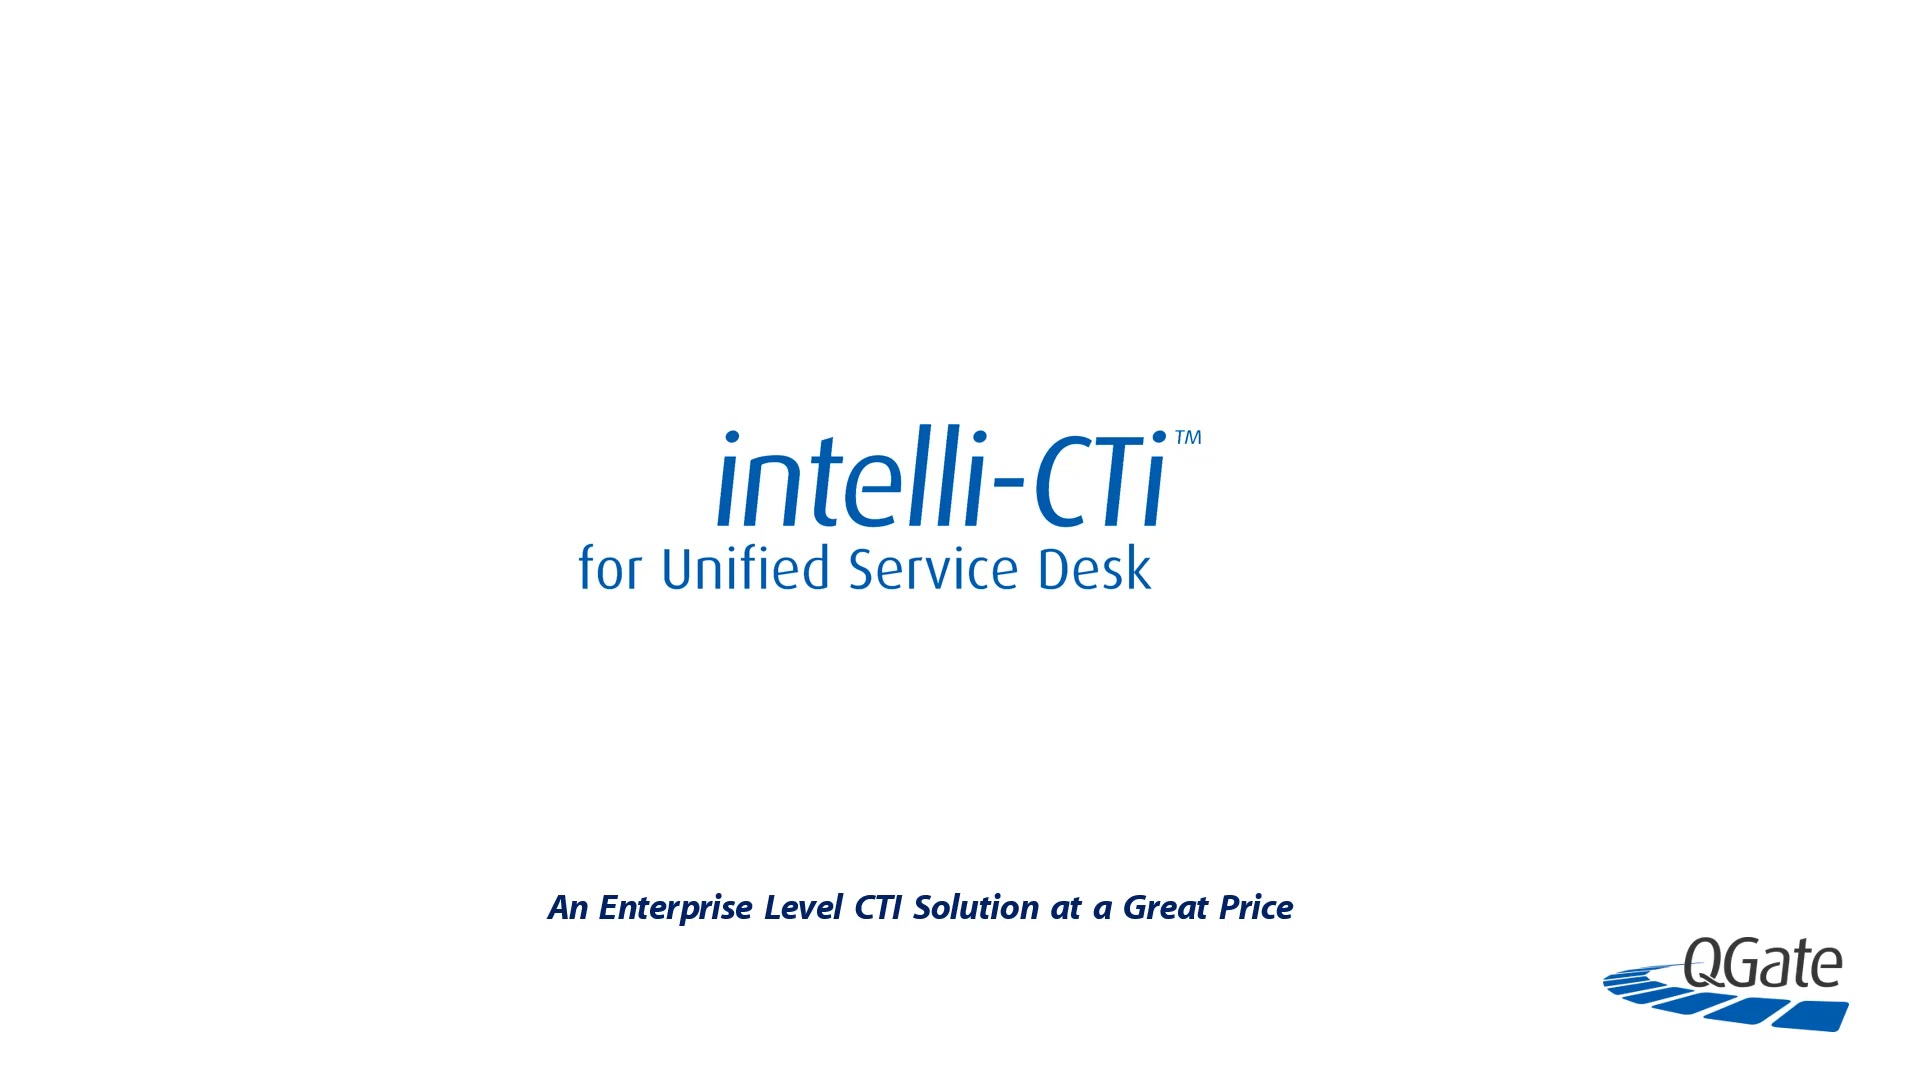 intelli-CTi™
for Unified Service Desk
An Enterprise Level CTI Solution at a Great Price
QGate